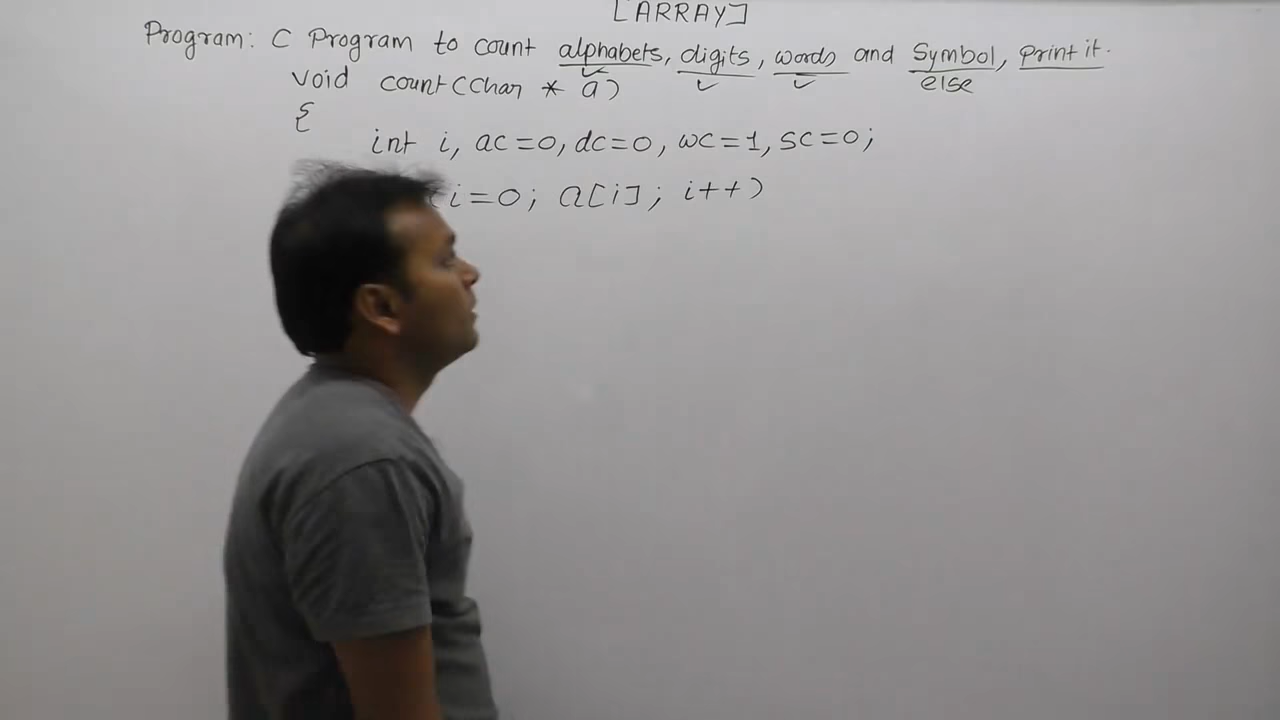 [ARRAY]
Program: C Program to count alphabets, digits, words and Symbol, print it.
void count(char * a)
else
{
int i, ac=0, dc=0, wc=1, sc=0;
(i=0; a[i]; i++)